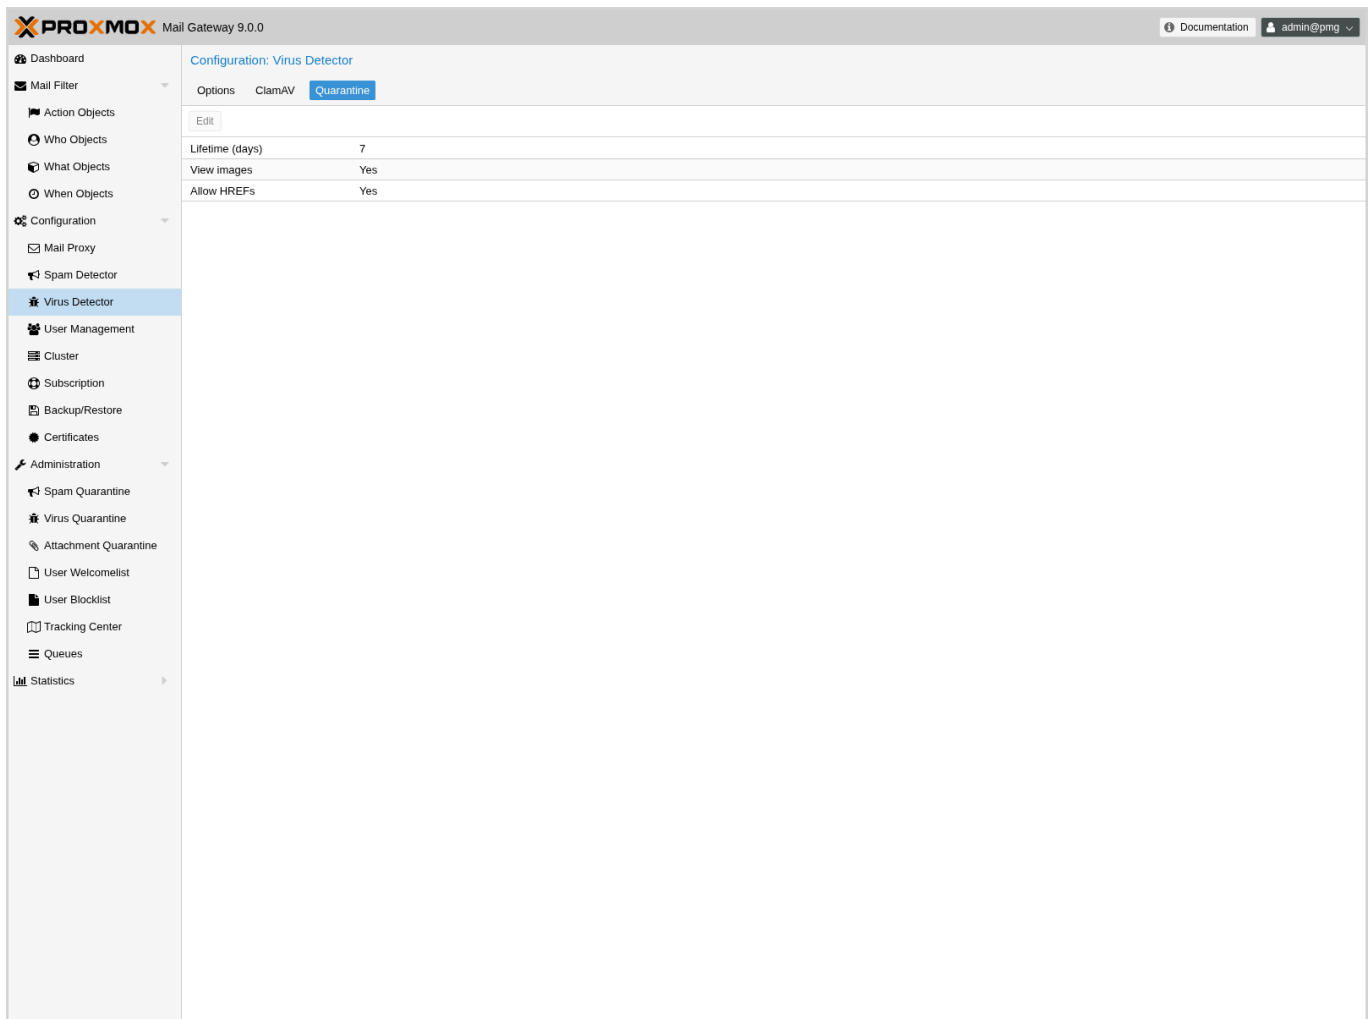 PROXMOX Mail Gateway 9.0.0
Documentation
admin@pmg
Dashboard
Mail Filter
Action Objects
Who Objects
What Objects
When Objects
Configuration
Mail Proxy
Spam Detector
Virus Detector
User Management
Cluster
Subscription
Backup/Restore
Certificates
Administration
Spam Quarantine
Virus Quarantine
Attachment Quarantine
User Welcomelist
User Blocklist
Tracking Center
Queues
Statistics
Configuration: Virus Detector
Options ClamAV Quarantine
Edit
Lifetime (days) 7
View images Yes
Allow HREFs Yes